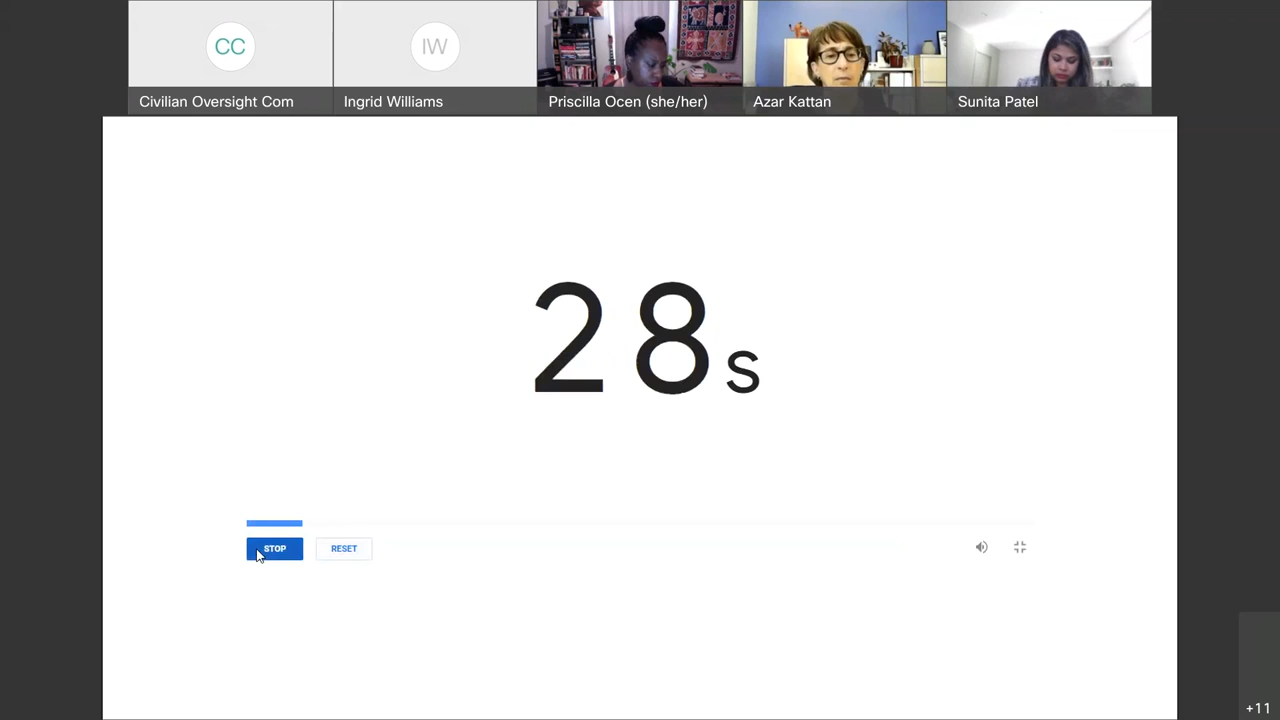 CC
IW
Civilian Oversight Com
Ingrid Williams
Priscilla Ocen (she/her)
Azar Kattan
Sunita Patel
28s
STOP
RESET
+11